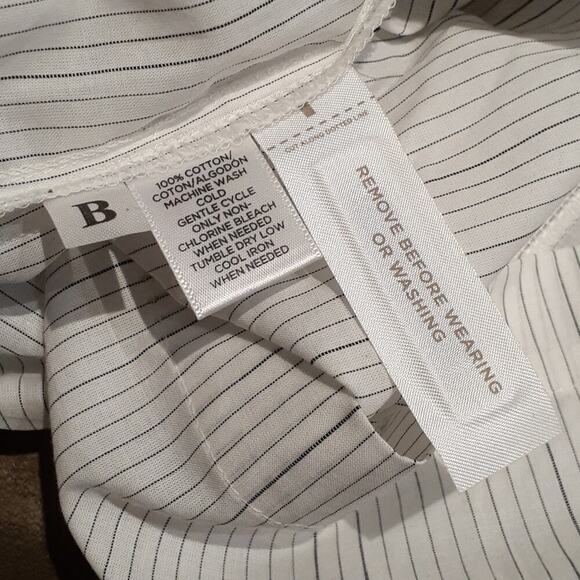 B
100% COTTON/
COTON/ALGODON
MACHINE WASH
COLD
GENTLE CYCLE
ONLY NON-
CHLORINE BLEACH
WHEN NEEDED
TUMBLE DRY LOW
COOL IRON
WHEN NEEDED
CUT ALONG DOTTED LINE
REMOVE BEFORE WEARING
OR WASHING